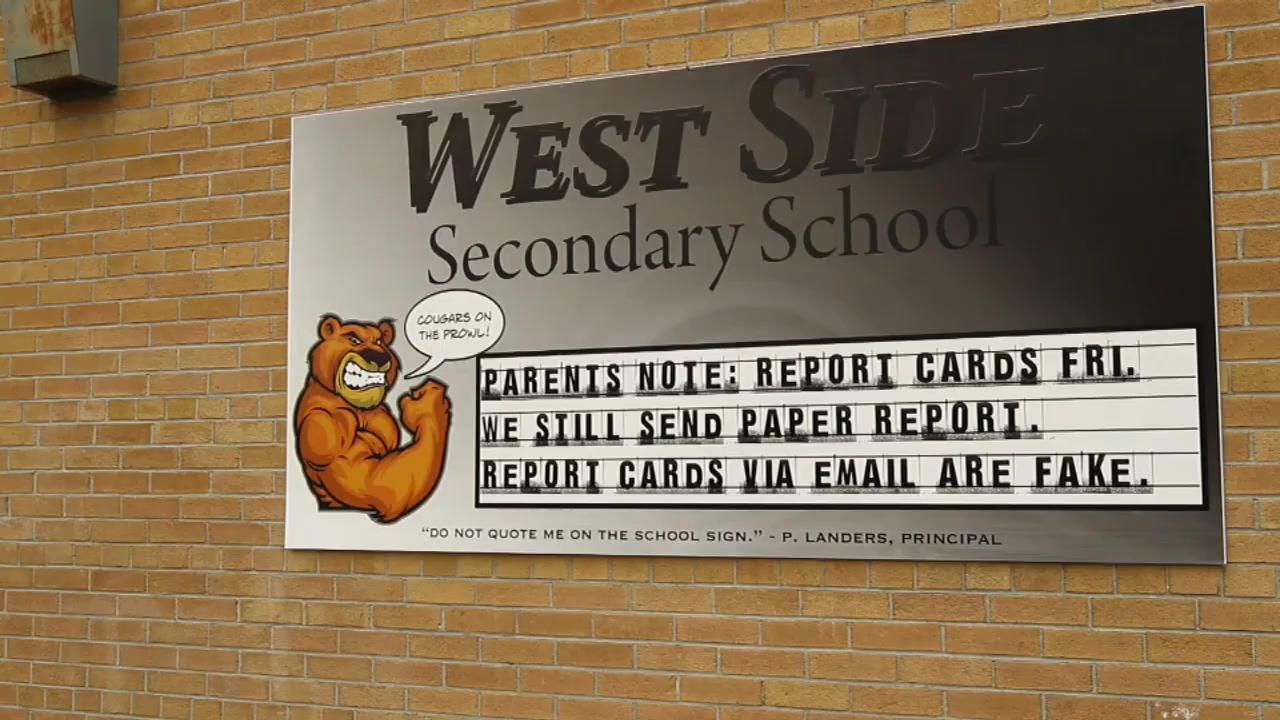 WEST SIDE
Secondary School
COUGARS ON
THE PROWL!
PARENTS NOTE: REPORT CARDS FRI.
WE STILL SEND PAPER REPORT.
REPORT CARDS VIA EMAIL ARE FAKE.
“DO NOT QUOTE ME ON THE SCHOOL SIGN.” - P. LANDERS, PRINCIPAL